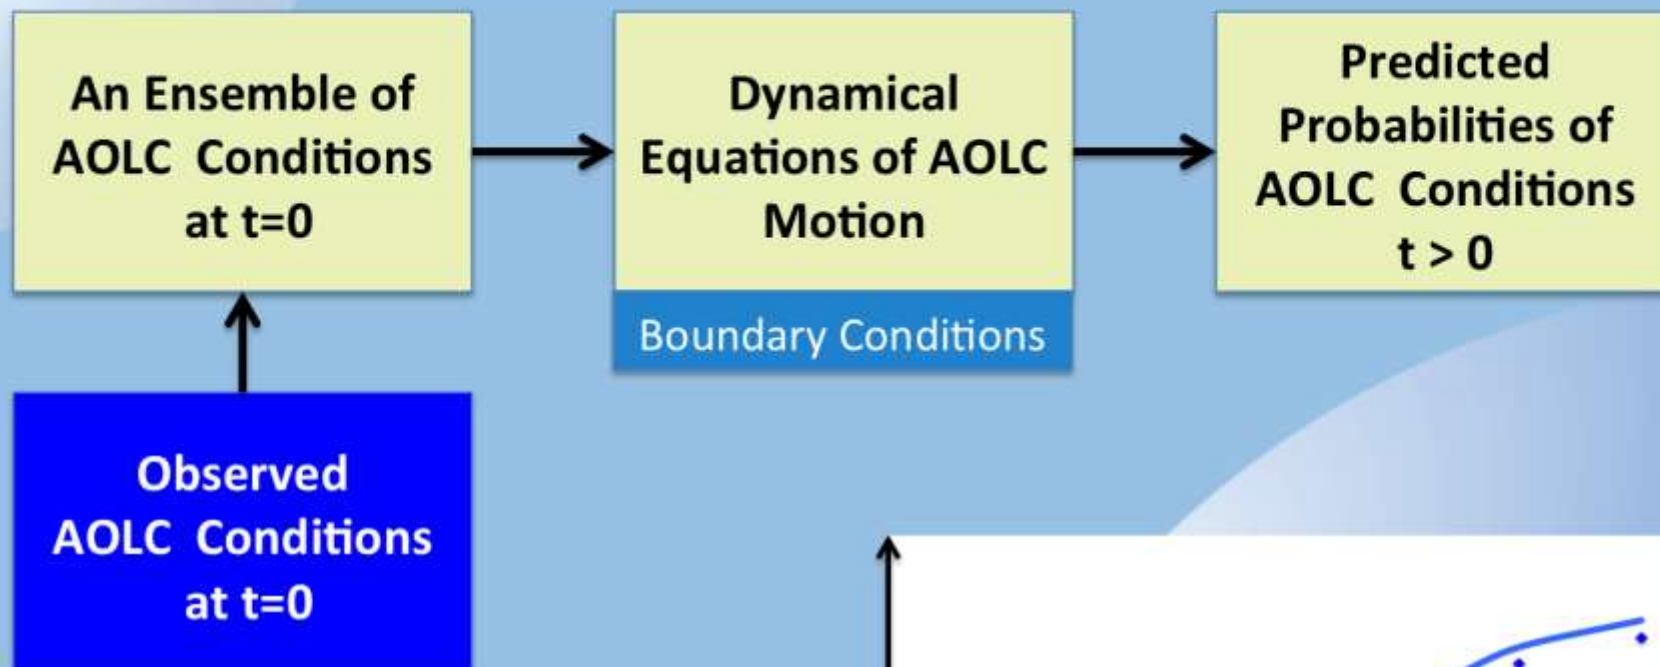 An Ensemble of
AOLC Conditions
at t=0
Dynamical
Equations of AOLC
Motion
Boundary Conditions
Predicted
Probabilities of
AOLC Conditions
t > 0
Observed
AOLC Conditions
at t=0